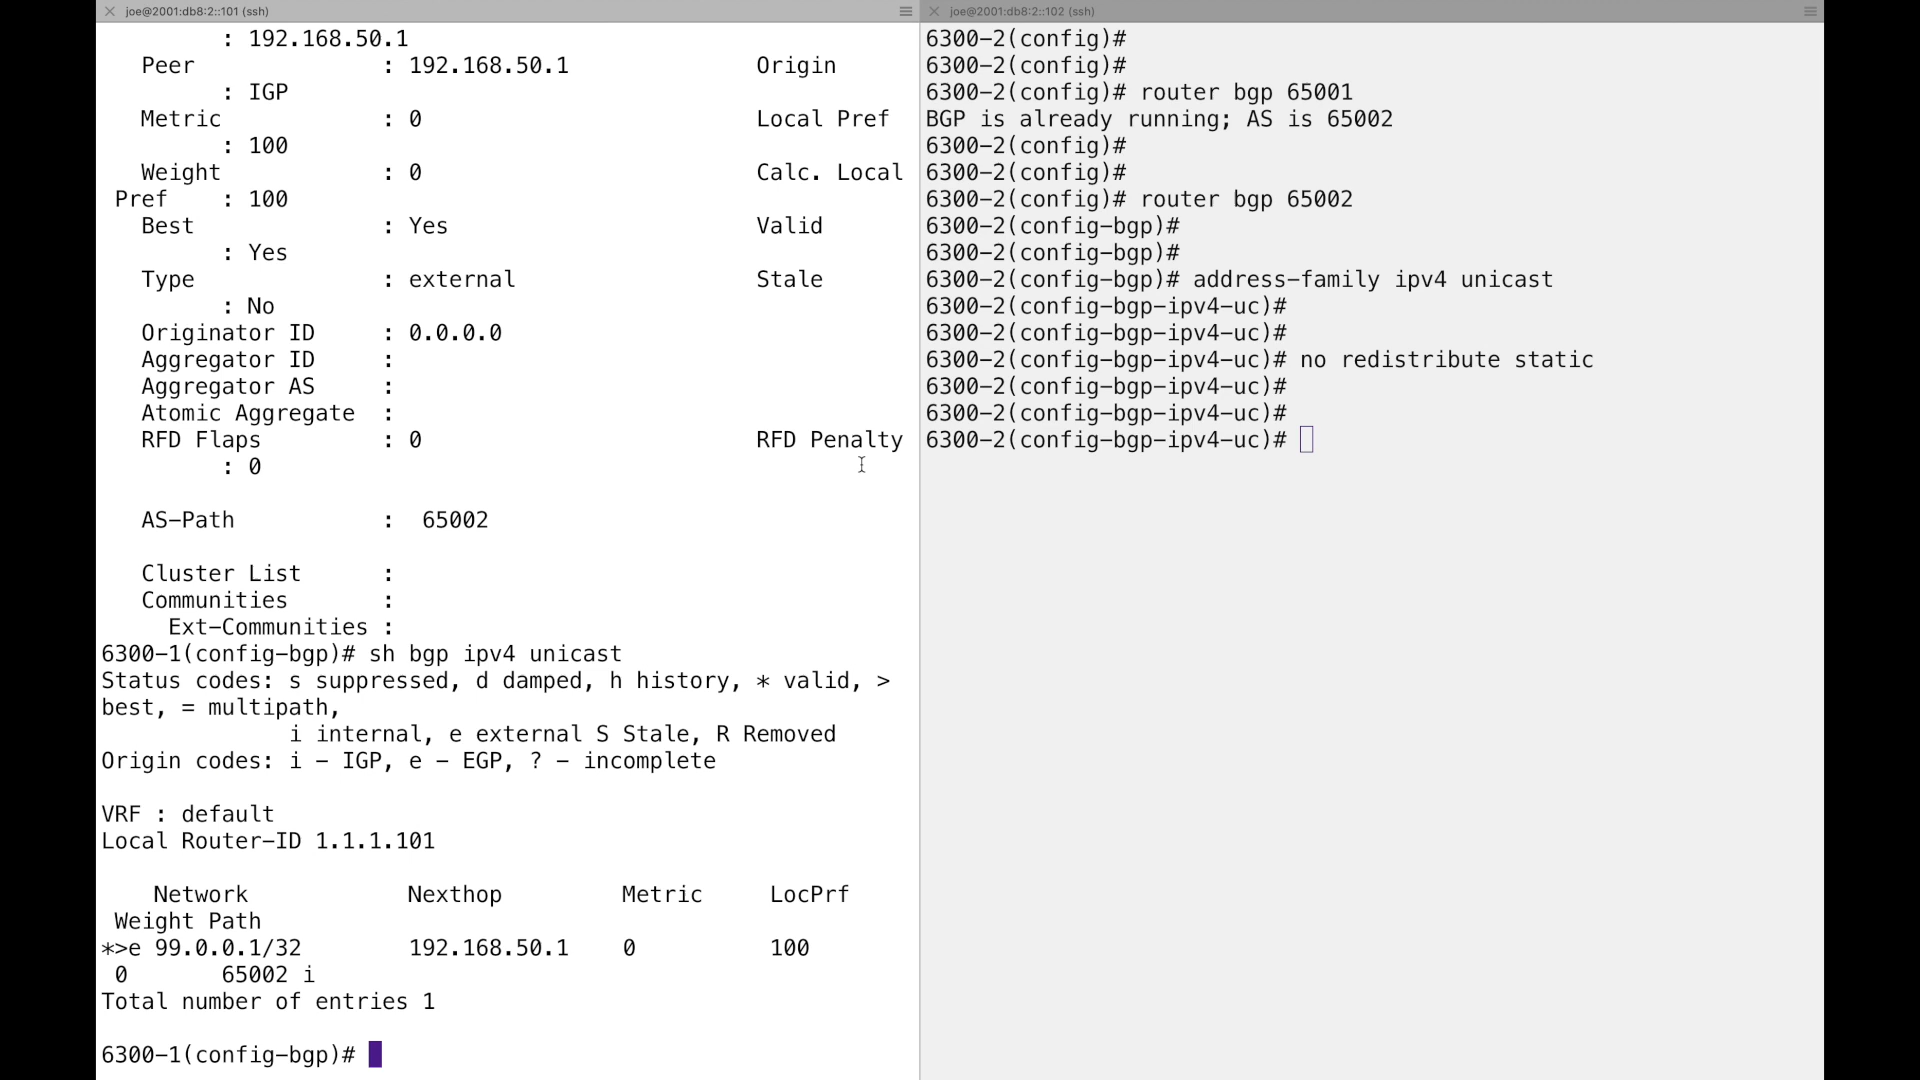 joe@2001:db8:2::101 (ssh)
: 192.168.50.1
Peer : 192.168.50.1 Origin
: IGP
Metric : 0 Local Pref
: 100
Weight : 0 Calc. Local
Pref : 100
Best : Yes Valid
: Yes
Type : external Stale
: No
Originator ID : 0.0.0.0
Aggregator ID :
Aggregator AS :
Atomic Aggregate :
RFD Flaps : 0 RFD Penalty
: 0
AS-Path : 65002
Cluster List :
Communities :
Ext-Communities :
6300-1(config-bgp)# sh bgp ipv4 unicast
Status codes: s suppressed, d damped, h history, * valid, >
best, = multipath,
i internal, e external S Stale, R Removed
Origin codes: i - IGP, e - EGP, ? - incomplete
VRF : default
Local Router-ID 1.1.1.101
Network Nexthop Metric LocPrf
Weight Path
*>e 99.0.0.1/32 192.168.50.1 0 100
0 65002 i
Total number of entries 1
6300-1(config-bgp)#
joe@2001:db8:2::102 (ssh)
6300-2(config)#
6300-2(config)#
6300-2(config)# router bgp 65001
BGP is already running; AS is 65002
6300-2(config)#
6300-2(config)#
6300-2(config)# router bgp 65002
6300-2(config-bgp)#
6300-2(config-bgp)#
6300-2(config-bgp)# address-family ipv4 unicast
6300-2(config-bgp-ipv4-uc)#
6300-2(config-bgp-ipv4-uc)#
6300-2(config-bgp-ipv4-uc)# no redistribute static
6300-2(config-bgp-ipv4-uc)#
6300-2(config-bgp-ipv4-uc)#
6300-2(config-bgp-ipv4-uc)#